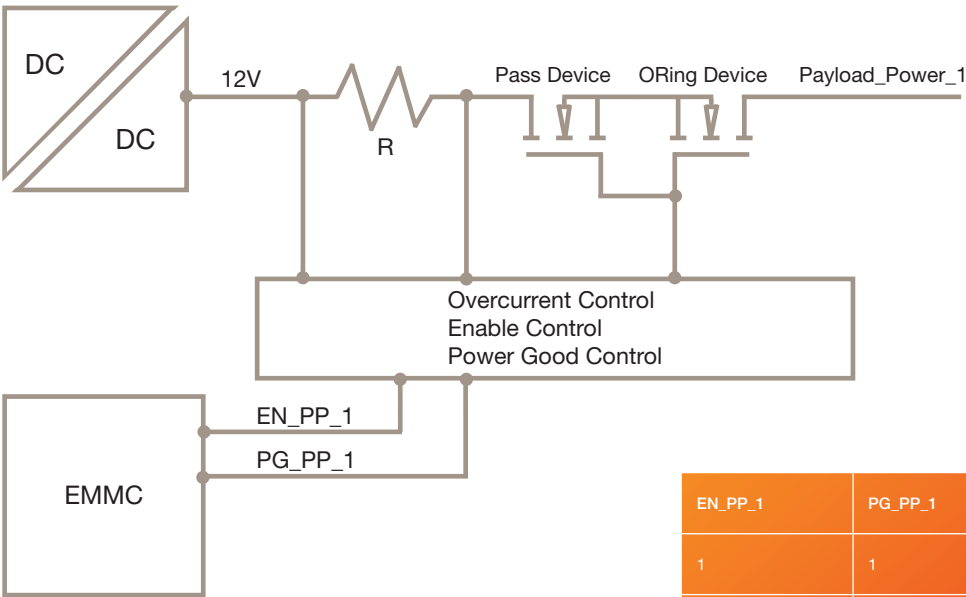 DC
DC
12V
R
Pass Device
ORing Device
Payload_Power_1
Overcurrent Control
Enable Control
Power Good Control
EMMC
EN_PP_1
PG_PP_1
EN_PP_1 PG_PP_1
1 1